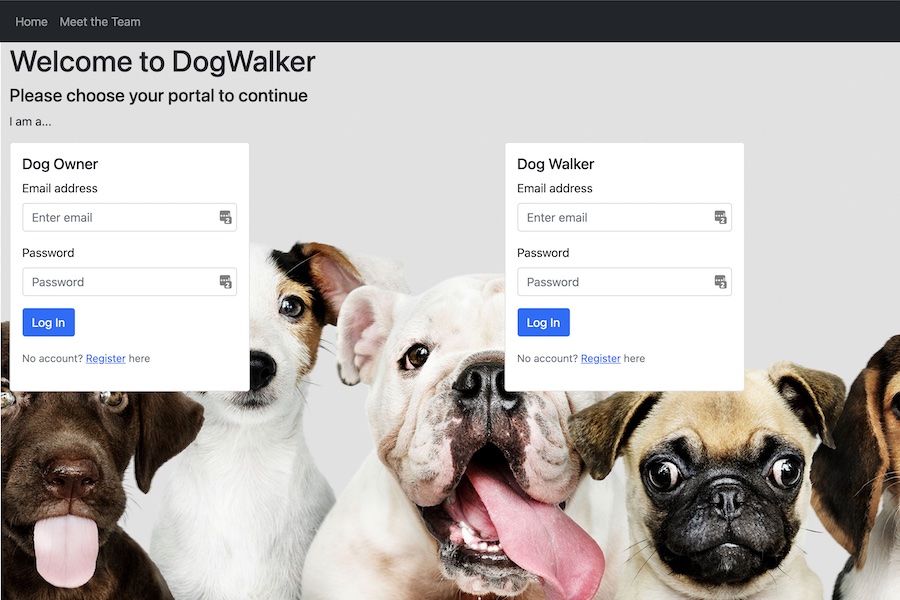 Home Meet the Team
Welcome to DogWalker
Please choose your portal to continue
I am a...
Dog Owner
Email address
Enter email
Password
Password
Log In
No account? Register here
Dog Walker
Email address
Enter email
Password
Password
Log In
No account? Register here